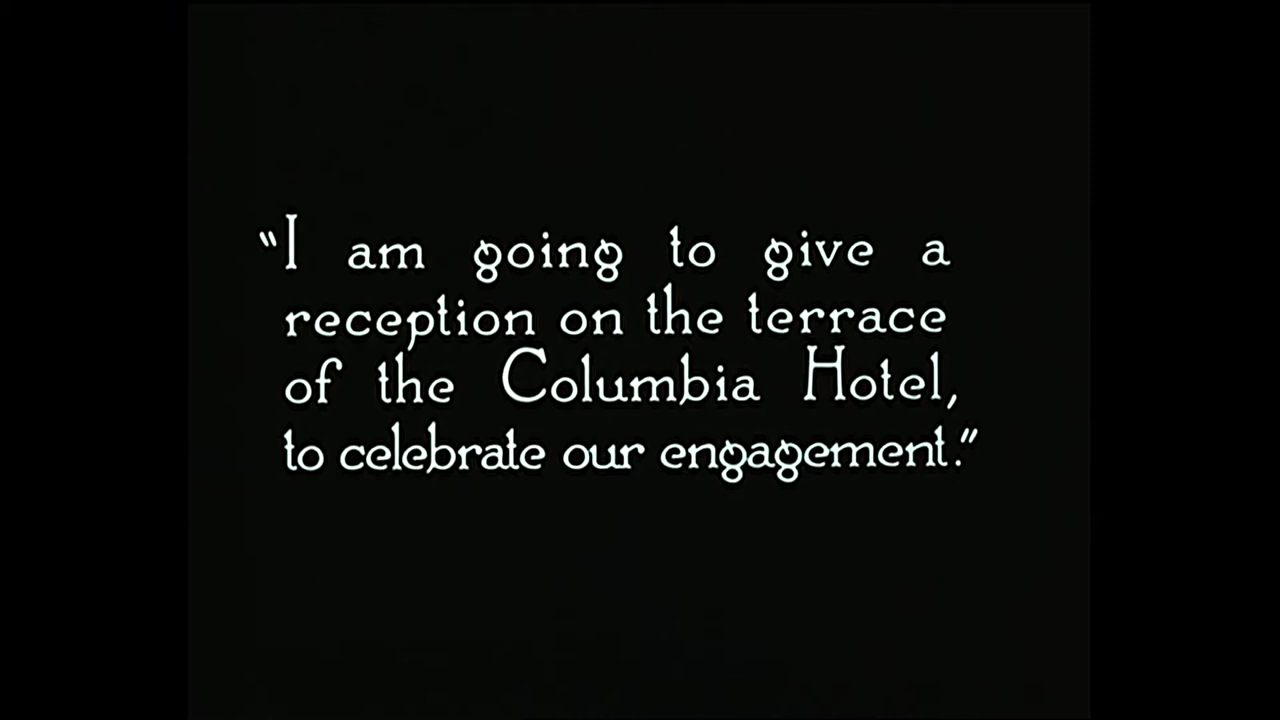 “I am going to give a
reception on the terrace
of the Columbia Hotel,
to celebrate our engagement.”